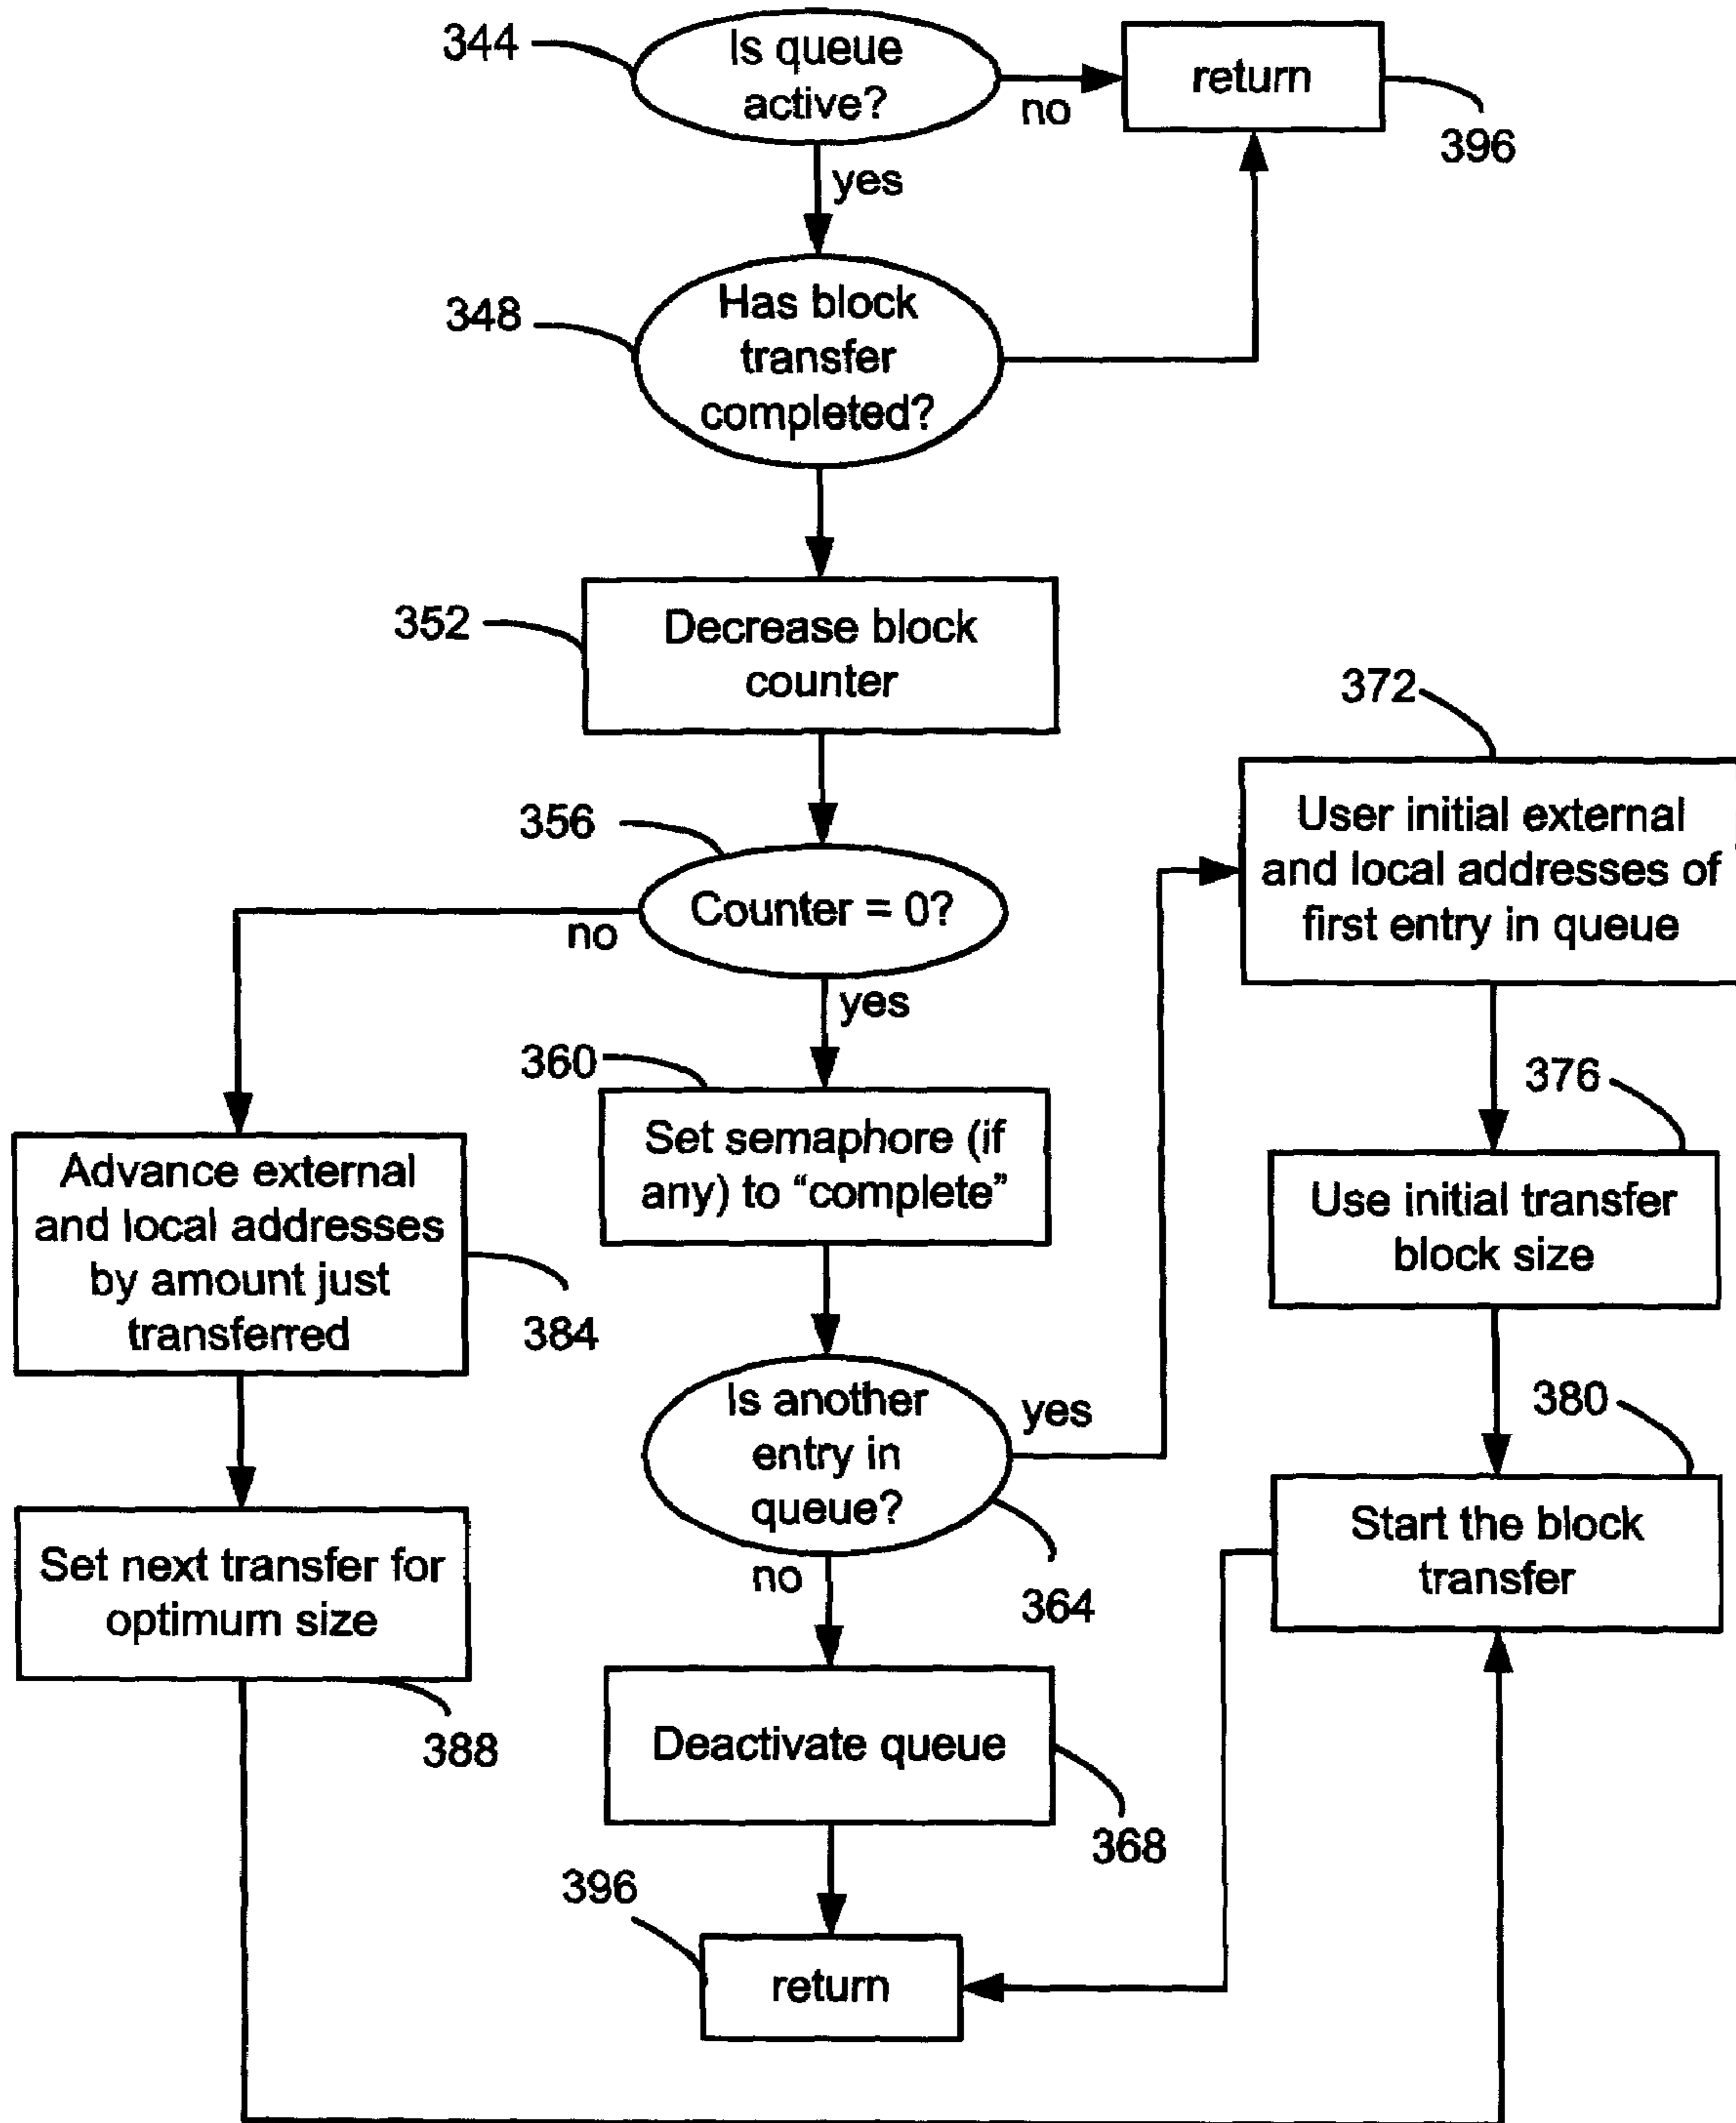 344
Is queue
active?
no
return
396
yes
348
Has block
transfer
completed?
352
Decrease block
counter
372
User initial external
and local addresses of
first entry in queue
356
Counter = 0?
no
yes
360
Set semaphore (if
any) to “complete”
376
Use initial transfer
block size
Advance external
and local addresses
by amount just
transferred
384
Is another
entry in
queue?
yes
no
364
380
Start the block
transfer
Set next transfer for
optimum size
388
Deactivate queue
368
396
return